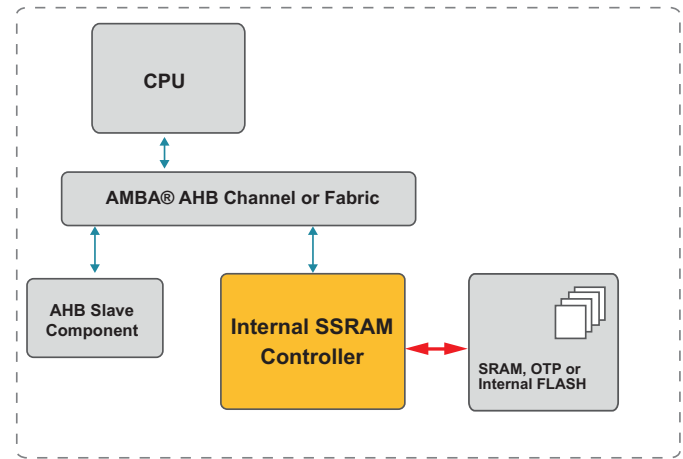 CPU
AMBA® AHB Channel or Fabric
AHB Slave
Component
Internal SSRAM
Controller
SRAM, OTP or
Internal FLASH